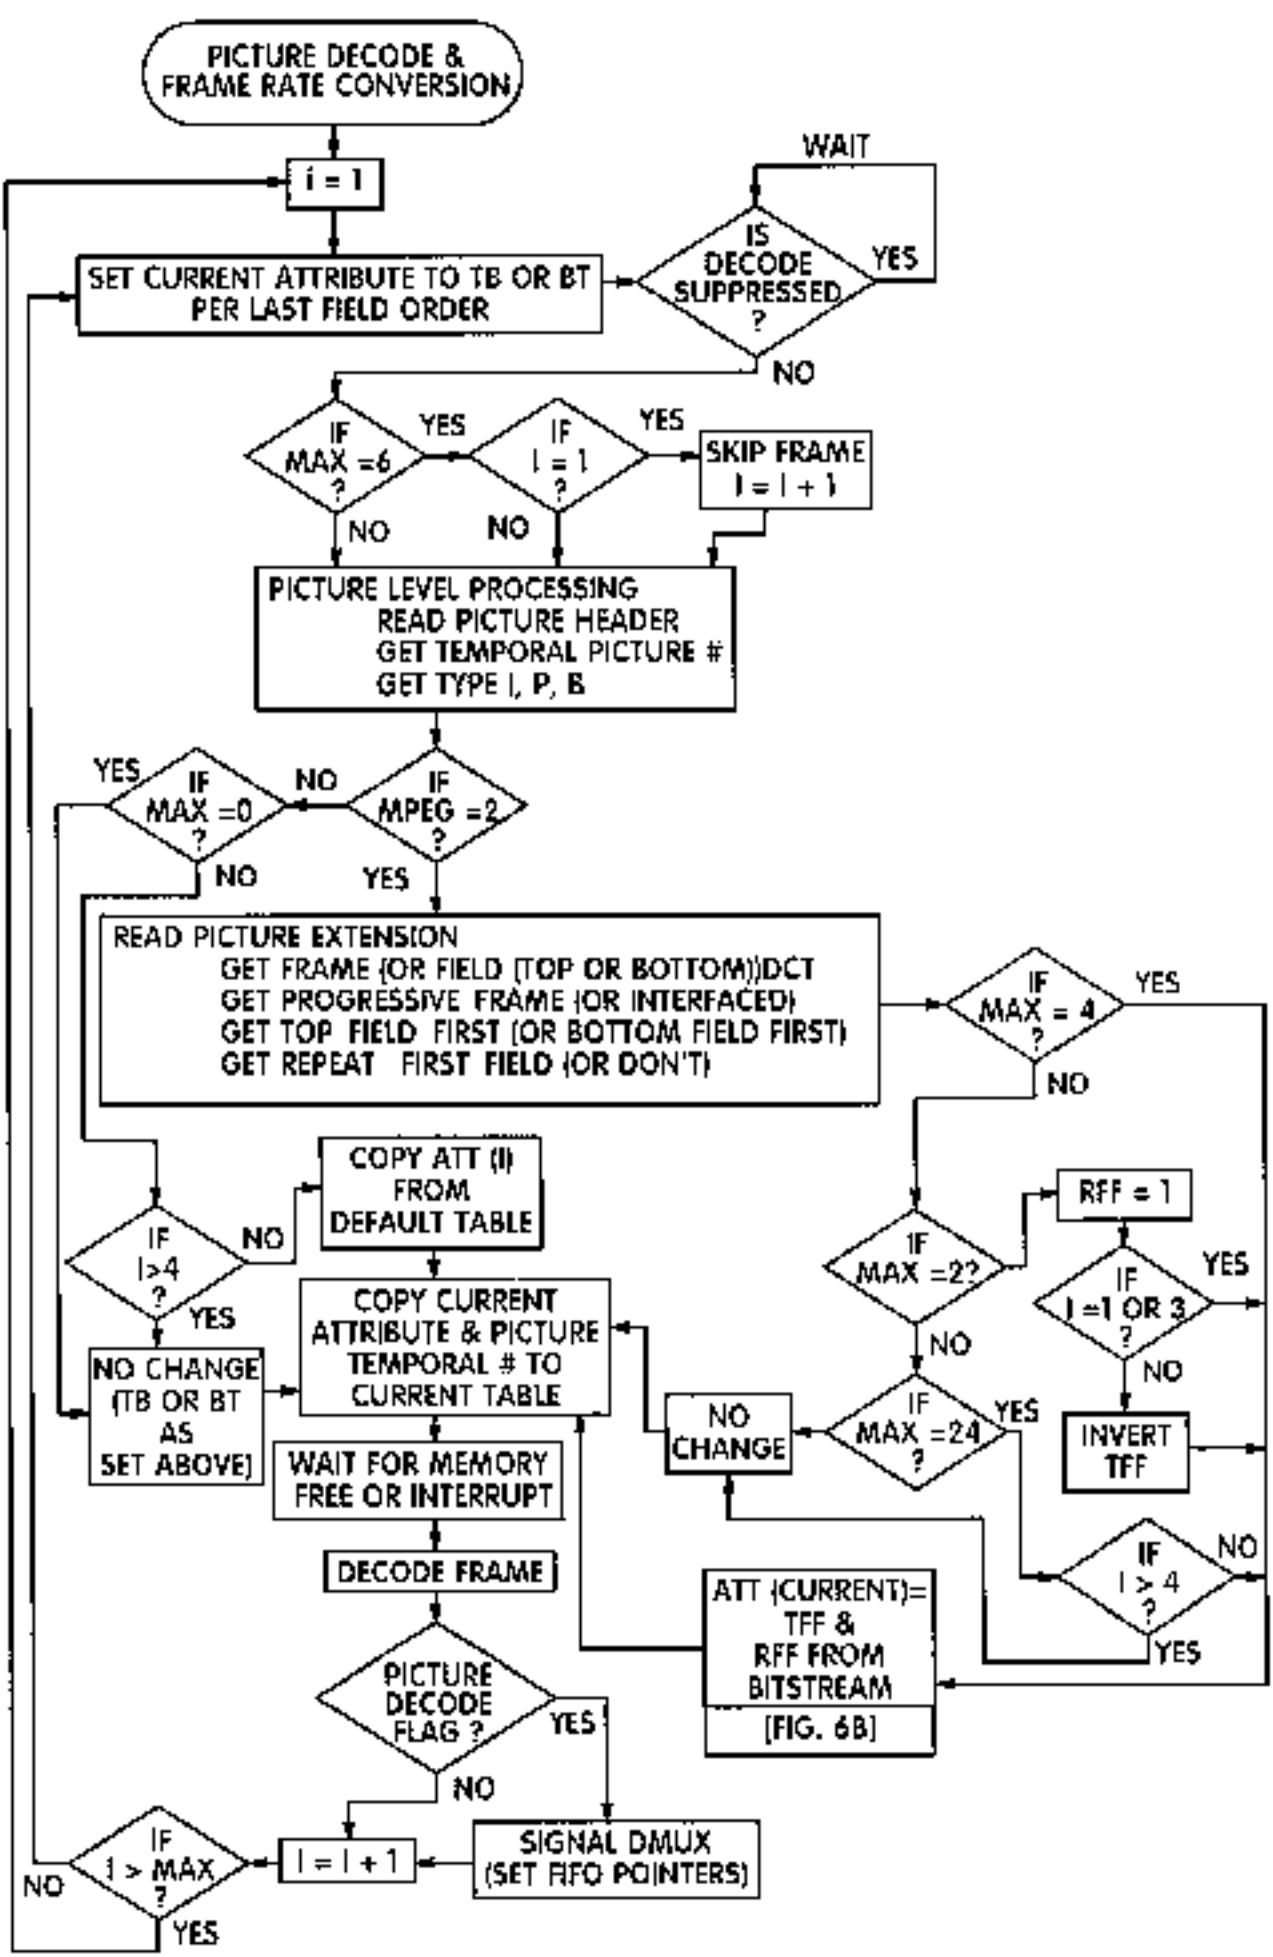 PICTURE DECODE &
FRAME RATE CONVERSION
i = 1
WAIT
SET CURRENT ATTRIBUTE TO TB OR BT
PER LAST FIELD ORDER
IS
DECODE
SUPPRESSED
?
YES
NO
IF
MAX =6
?
YES
NO
IF
I = 1
?
YES
NO
SKIP FRAME
I = I + 1
PICTURE LEVEL PROCESSING
READ PICTURE HEADER
GET TEMPORAL PICTURE #
GET TYPE I, P, B
YES
IF
MAX =0
?
NO
NO
IF
MPEG =2
?
YES
READ PICTURE EXTENSION
GET FRAME (OR FIELD (TOP OR BOTTOM))DCT
GET PROGRESSIVE FRAME (OR INTERFACED)
GET TOP FIELD FIRST (OR BOTTOM FIELD FIRST)
GET REPEAT FIRST FIELD (OR DON'T)
IF
MAX = 4
?
YES
NO
COPY ATT (I)
FROM
DEFAULT TABLE
IF
I>4
?
NO
YES
IF
MAX =2?
NO
RFF = 1
IF
I =1 OR 3
?
YES
NO
INVERT
TFF
COPY CURRENT
ATTRIBUTE & PICTURE
TEMPORAL # TO
CURRENT TABLE
NO CHANGE
(TB OR BT
AS
SET ABOVE)
NO
CHANGE
IF
MAX =24
?
YES
WAIT FOR MEMORY
FREE OR INTERRUPT
DECODE FRAME
IF
I > 4
?
NO
YES
ATT (CURRENT)=
TFF &
RFF FROM
BITSTREAM
[FIG. 6B]
PICTURE
DECODE
FLAG ?
YES
NO
SIGNAL DMUX
(SET FIFO POINTERS)
I = I + 1
IF
I > MAX
?
NO
YES